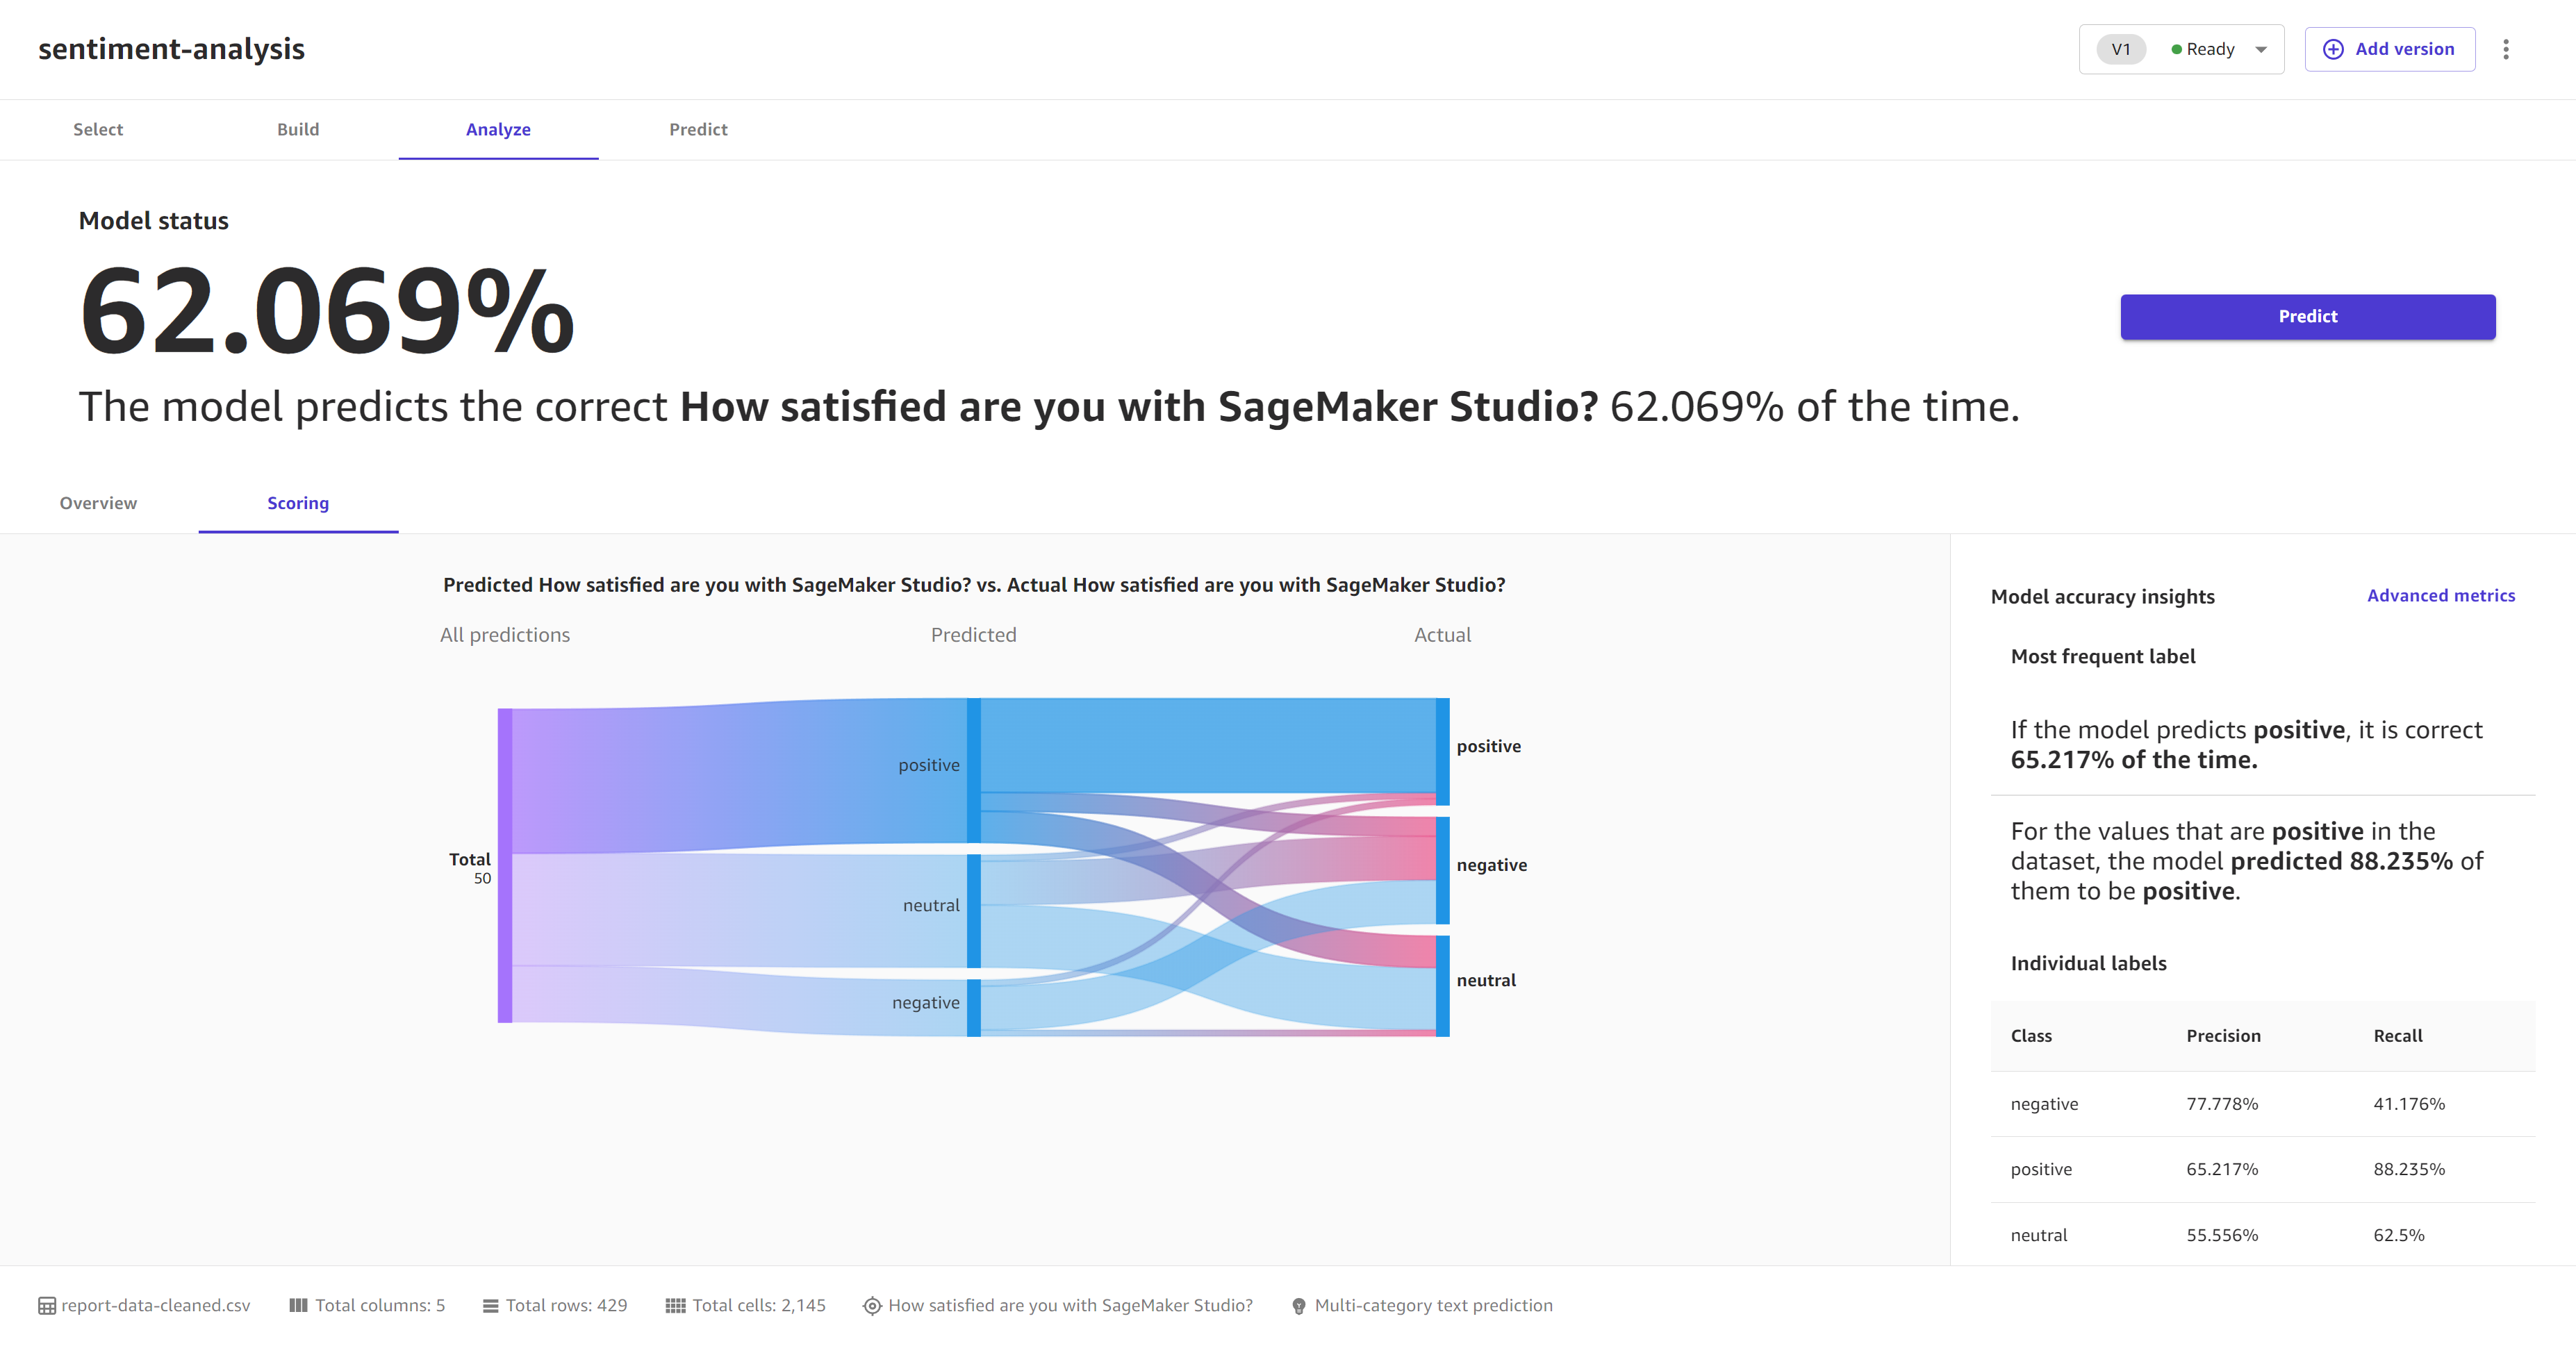 sentiment-analysis
V1 Ready Add version
Select Build Analyze Predict
Model status
62.069%
Predict
The model predicts the correct How satisfied are you with SageMaker Studio? 62.069% of the time.
Overview Scoring
Predicted How satisfied are you with SageMaker Studio? vs. Actual How satisfied are you with SageMaker Studio?
All predictions Predicted Actual
Total
50
positive
neutral
negative
positive
negative
neutral
Model accuracy insights Advanced metrics
Most frequent label
If the model predicts positive, it is correct
65.217% of the time.
For the values that are positive in the
dataset, the model predicted 88.235% of
them to be positive.
Individual labels
Class Precision Recall
negative 77.778% 41.176%
positive 65.217% 88.235%
neutral 55.556% 62.5%
report-data-cleaned.csv Total columns: 5 Total rows: 429 Total cells: 2,145 How satisfied are you with SageMaker Studio? Multi-category text prediction